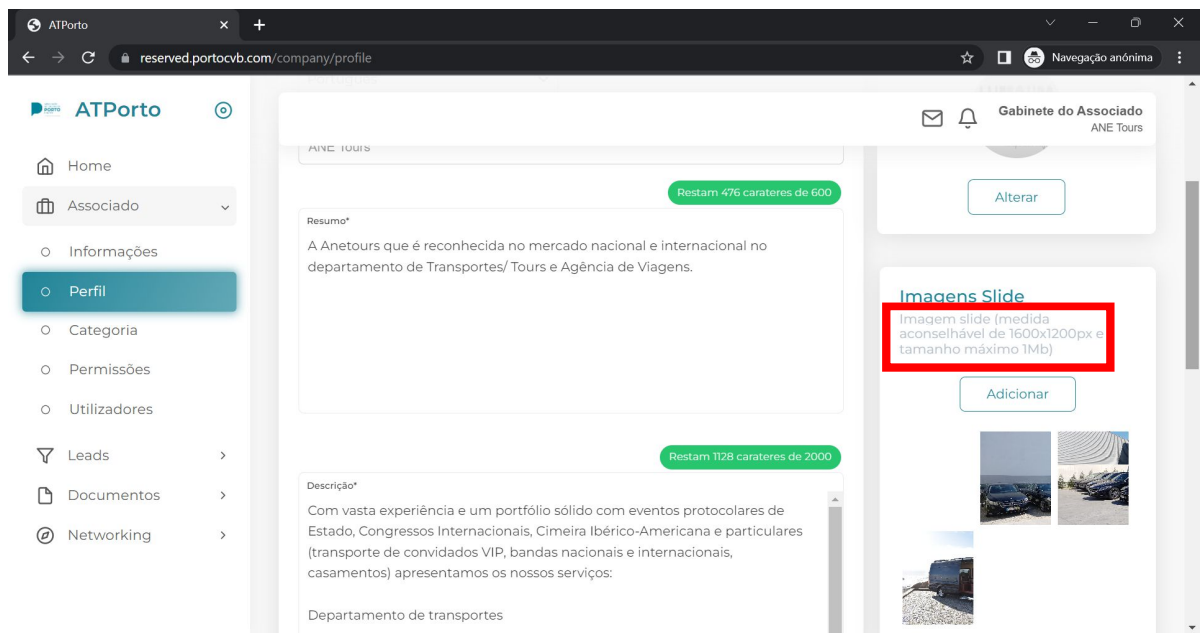 ATPorto
reserved.portocvb.com/company/profile
Navegação anónima
ATPorto
Gabinete do Associado
ANE Tours
Home
Associado
Informações
Perfil
Categoria
Permissões
Utilizadores
Leads
Documentos
Networking
ANE Tours
Restam 476 carateres de 600
Resumo*
A Anetours que é reconhecida no mercado nacional e internacional no
departamento de Transportes/ Tours e Agência de Viagens.
Restam 1128 carateres de 2000
Descrição*
Com vasta experiência e um portfólio sólido com eventos protocolares de
Estado, Congressos Internacionais, Cimeira Ibérico-Americana e particulares
(transporte de convidados VIP, bandas nacionais e internacionais,
casamentos) apresentamos os nossos serviços:
Departamento de transportes
Alterar
Imagens Slide
Imagem slide (medida
aconselhável de 1600x1200px e
tamanho máximo 1Mb)
Adicionar